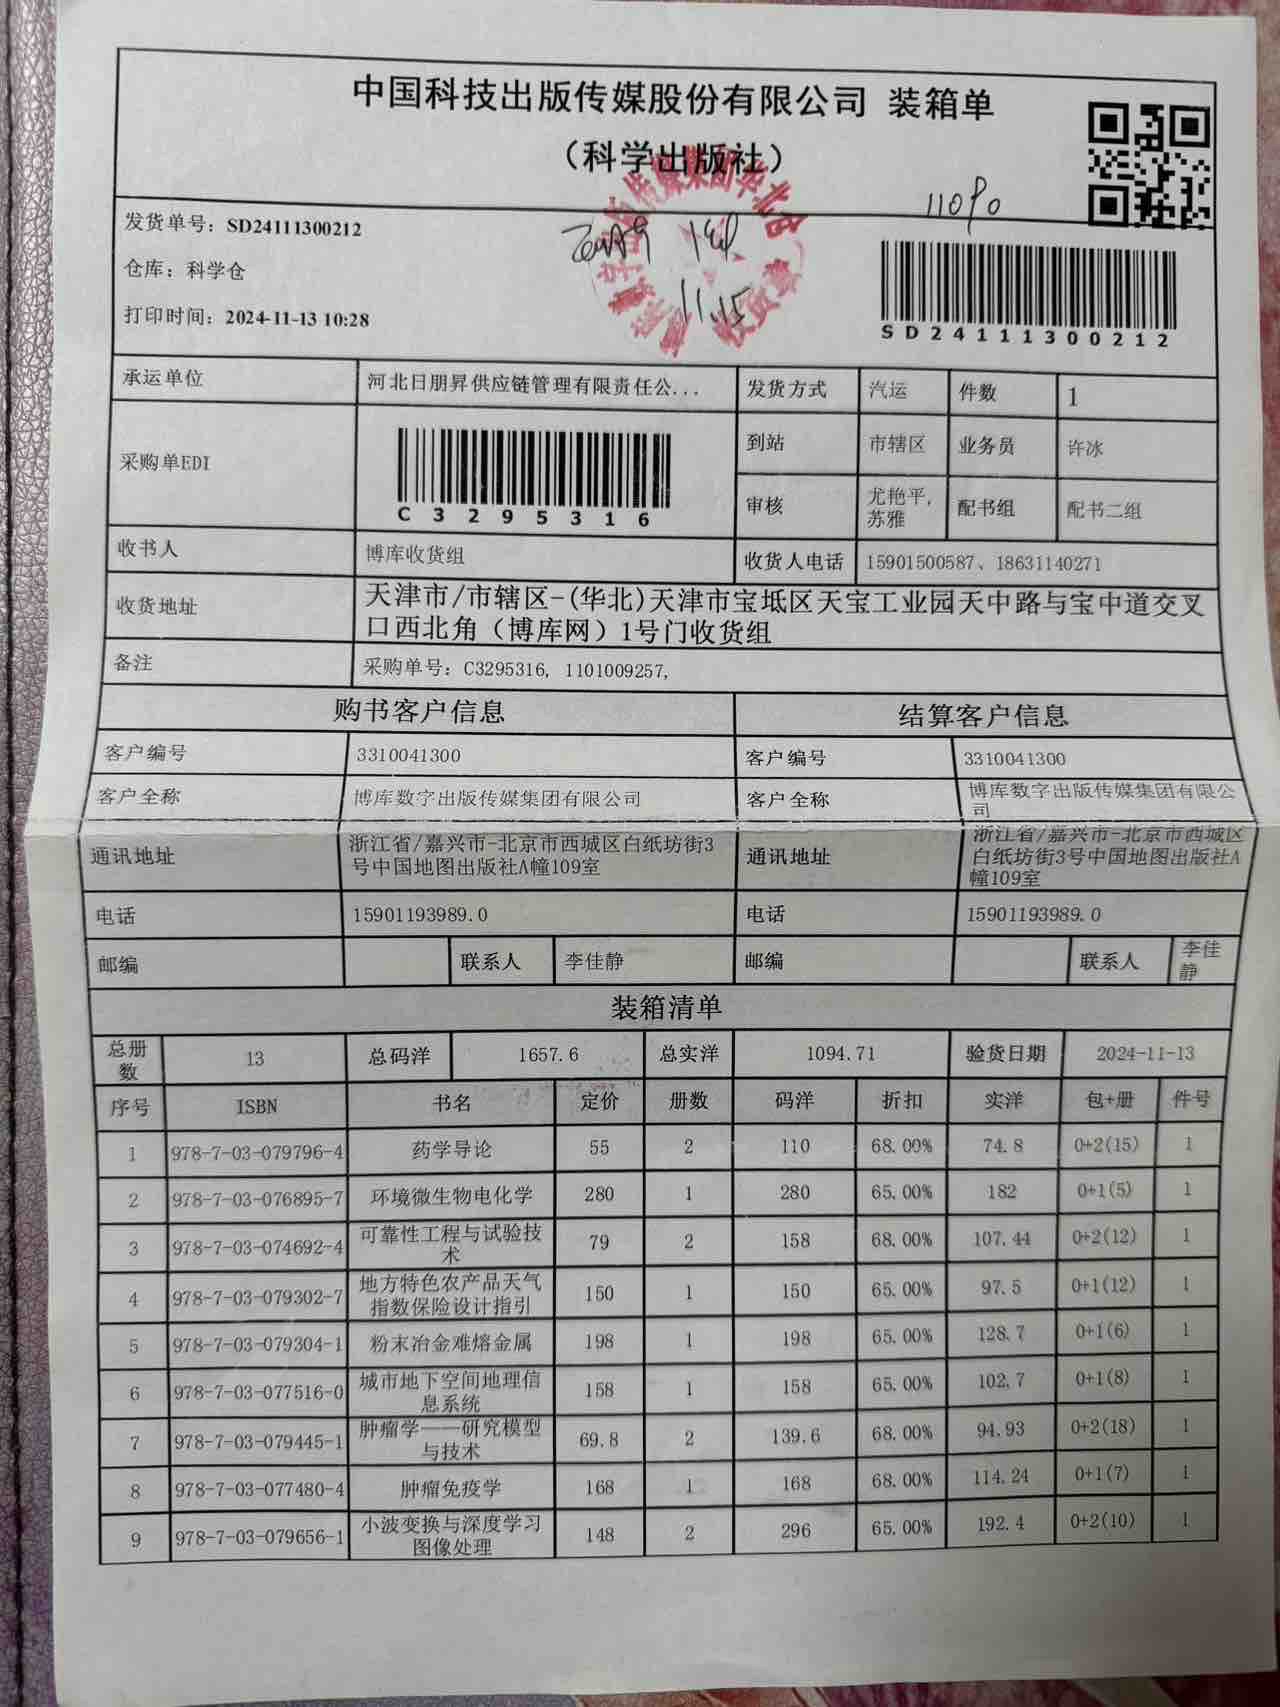 中国科技出版传媒股份有限公司 装箱单
（科学出版社）
11090
发货单号：SD24111300212
仓库：科学仓
打印时间：2024-11-13 10:28
11.15
SD24111300212
承运单位 河北日朋昇供应链管理有限责任公... 发货方式 汽运 件数 1
采购单EDI C3295316 到站 市辖区 业务员 许冰
审核 尤艳平,苏雅 配书组 配书二组
收书人 博库收货组 收货人电话 15901500587、18631140271
收货地址 天津市/市辖区-(华北)天津市宝坻区天宝工业园天中路与宝中道交叉
口西北角（博库网）1号门收货组
备注 采购单号：C3295316, 1101009257,
购书客户信息 结算客户信息
客户编号 3310041300 客户编号 3310041300
客户全称 博库数字出版传媒集团有限公司 客户全称 博库数字出版传媒集团有限公司
通讯地址 浙江省/嘉兴市-北京市西城区白纸坊街3号中国地图出版社A幢109室 通讯地址 浙江省/嘉兴市-北京市西城区白纸坊街3号中国地图出版社A幢109室
电话 15901193989.0 电话 15901193989.0
邮编 联系人 李佳静 邮编 联系人 李佳静
装箱清单
总册数 13 总码洋 1657.6 总实洋 1094.71 验货日期 2024-11-13
序号 ISBN 书名 定价 册数 码洋 折扣 实洋 包+册 件号
1 978-7-03-079796-4 药学导论 55 2 110 68.00% 74.8 0+2(15) 1
2 978-7-03-076895-7 环境微生物电化学 280 1 280 65.00% 182 0+1(5) 1
3 978-7-03-074692-4 可靠性工程与试验技术 79 2 158 68.00% 107.44 0+2(12) 1
4 978-7-03-079302-7 地方特色农产品天气指数保险设计指引 150 1 150 65.00% 97.5 0+1(12) 1
5 978-7-03-079304-1 粉末冶金难熔金属 198 1 198 65.00% 128.7 0+1(6) 1
6 978-7-03-077516-0 城市地下空间地理信息系统 158 1 158 65.00% 102.7 0+1(8) 1
7 978-7-03-079445-1 肿瘤学——研究模型与技术 69.8 2 139.6 68.00% 94.93 0+2(18) 1
8 978-7-03-077480-4 肿瘤免疫学 168 1 168 68.00% 114.24 0+1(7) 1
9 978-7-03-079656-1 小波变换与深度学习图像处理 148 2 296 65.00% 192.4 0+2(10) 1